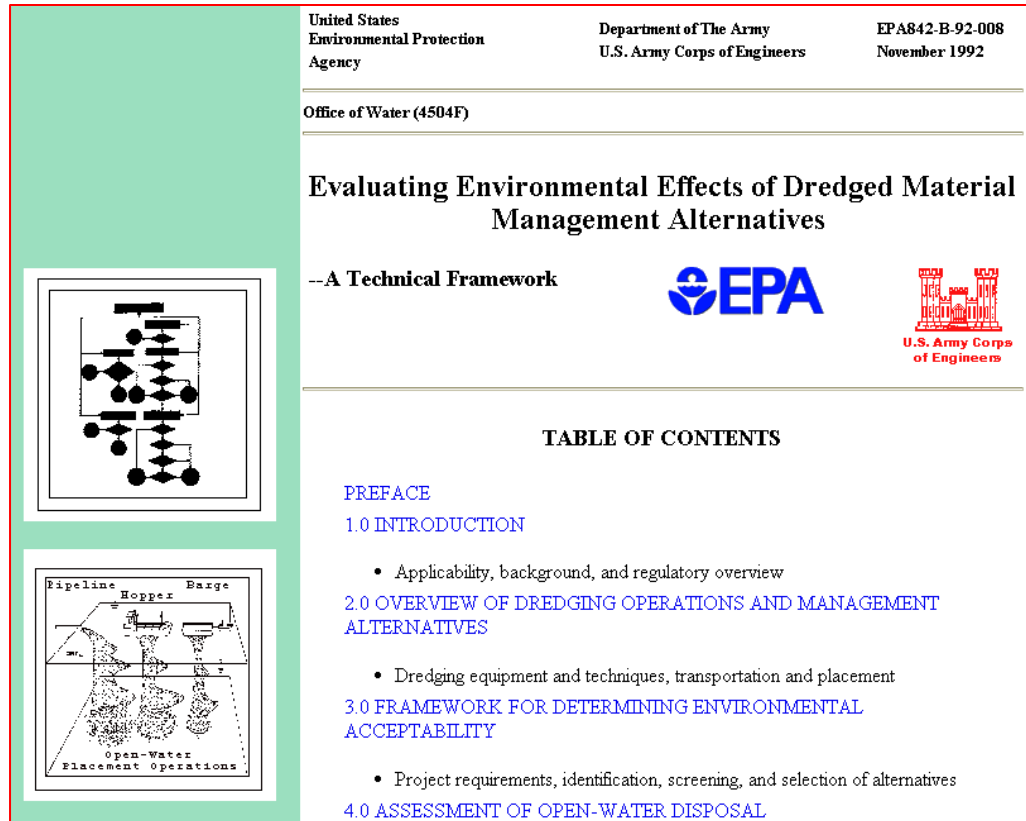 United States
Environmental Protection
Agency
Department of The Army
U.S. Army Corps of Engineers
EPA842-B-92-008
November 1992
Office of Water (4504F)
Evaluating Environmental Effects of Dredged Material
Management Alternatives
--A Technical Framework
EPA
U.S. Army Corps
of Engineers
TABLE OF CONTENTS
PREFACE
1.0 INTRODUCTION
• Applicability, background, and regulatory overview
2.0 OVERVIEW OF DREDGING OPERATIONS AND MANAGEMENT
ALTERNATIVES
• Dredging equipment and techniques, transportation and placement
3.0 FRAMEWORK FOR DETERMINING ENVIRONMENTAL
ACCEPTABILITY
• Project requirements, identification, screening, and selection of alternatives
4.0 ASSESSMENT OF OPEN-WATER DISPOSAL
Pipeline
Hopper
Barge
Open-Water
Placement Operations